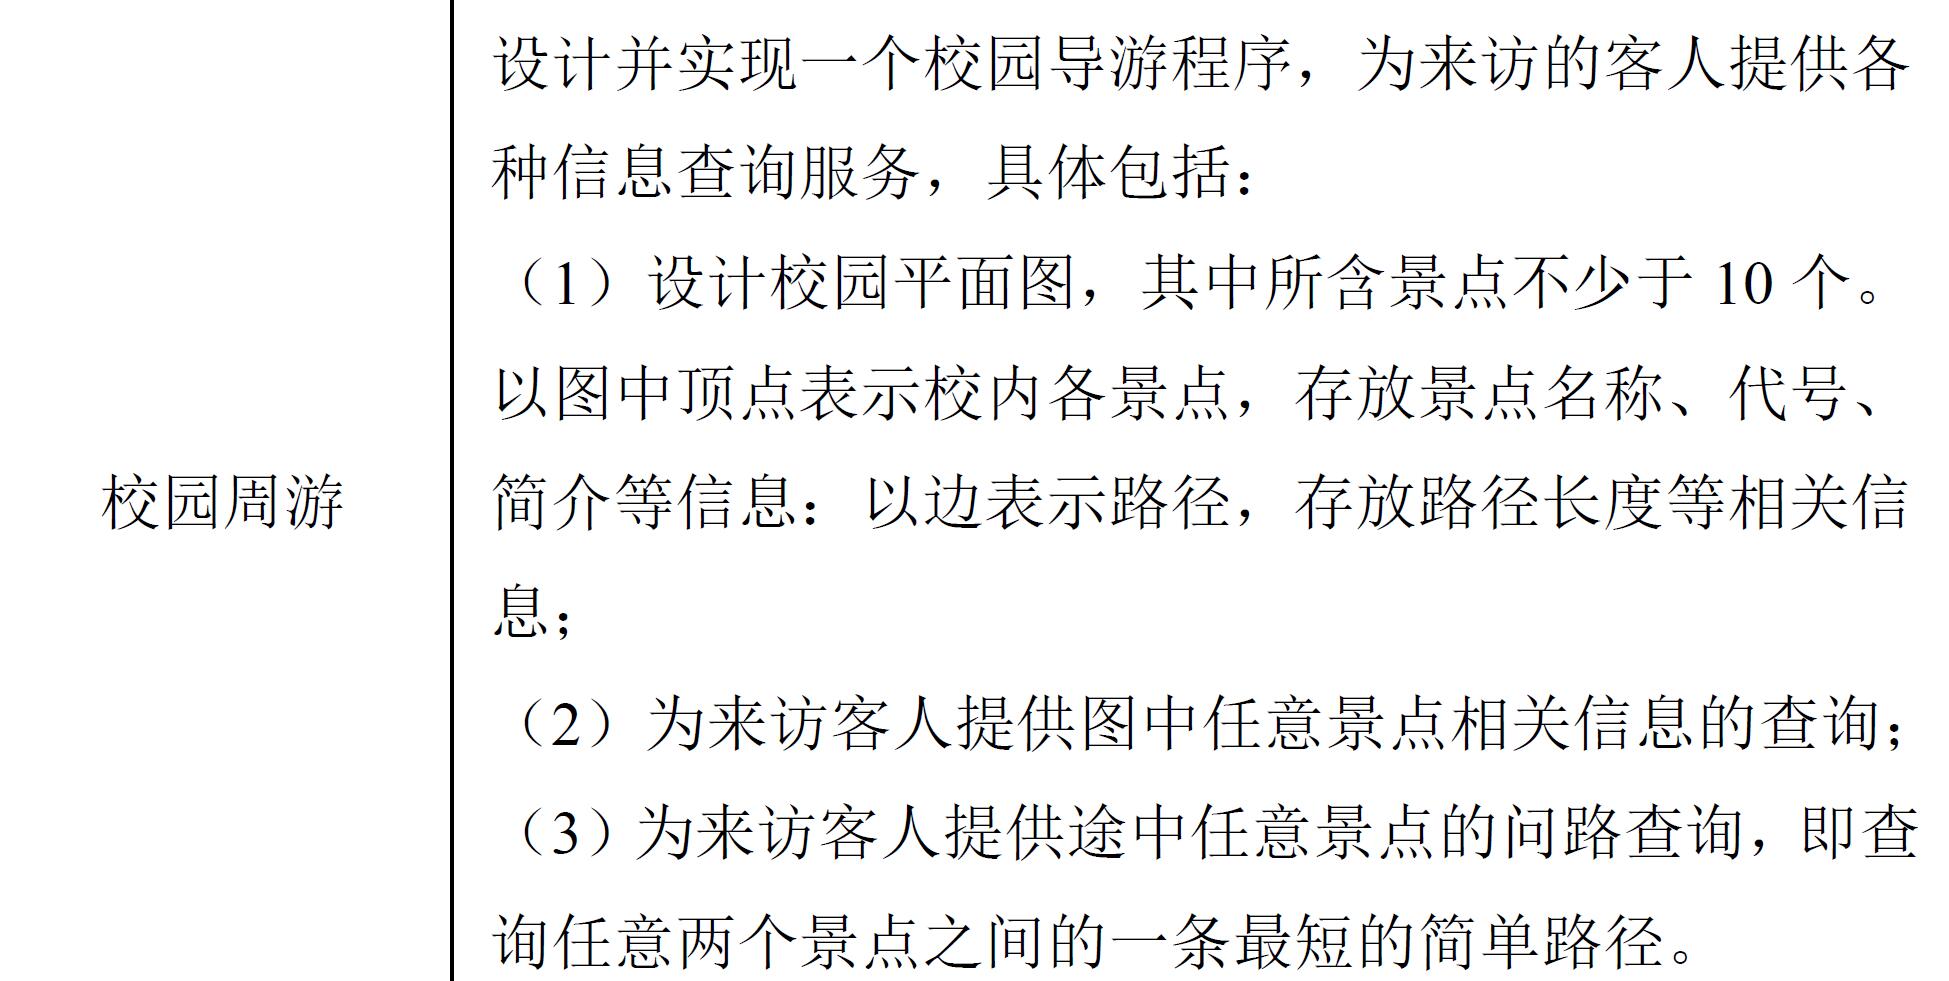 设计并实现一个校园导游程序，为来访的客人提供各
种信息查询服务，具体包括：
（1）设计校园平面图，其中所含景点不少于 10 个。
以图中顶点表示校内各景点，存放景点名称、代号、
校园周游
简介等信息：以边表示路径，存放路径长度等相关信
息；
（2）为来访客人提供图中任意景点相关信息的查询；
（3）为来访客人提供途中任意景点的问路查询，即查
询任意两个景点之间的一条最短的简单路径。